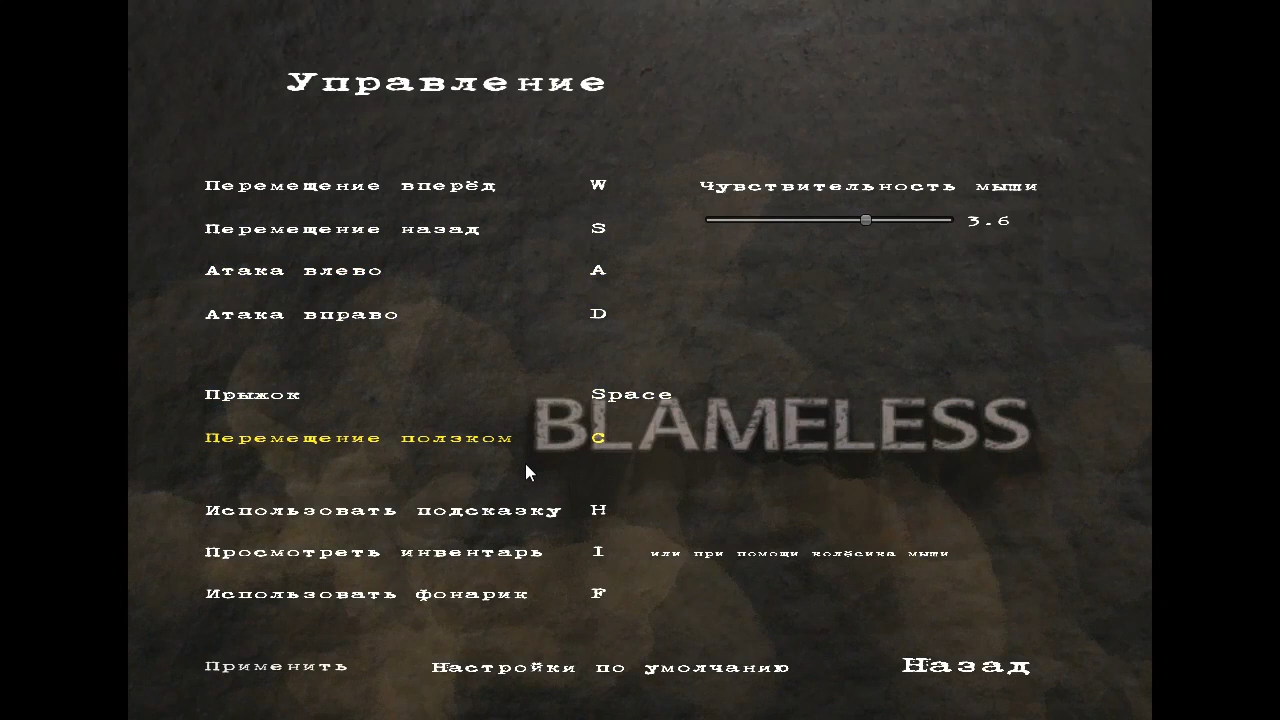 Управление
Перемещение вперёд W
Чувствительность мыши
3.6
Перемещение назад S
Атака влево A
Атака вправо D
Прыжок Space
BLAMELESS
Перемещение ползком C
Использовать подсказку H
Просмотреть инвентарь I или при помощи колёсика мыши
Использовать фонарик F
Применить Настройки по умолчанию Назад